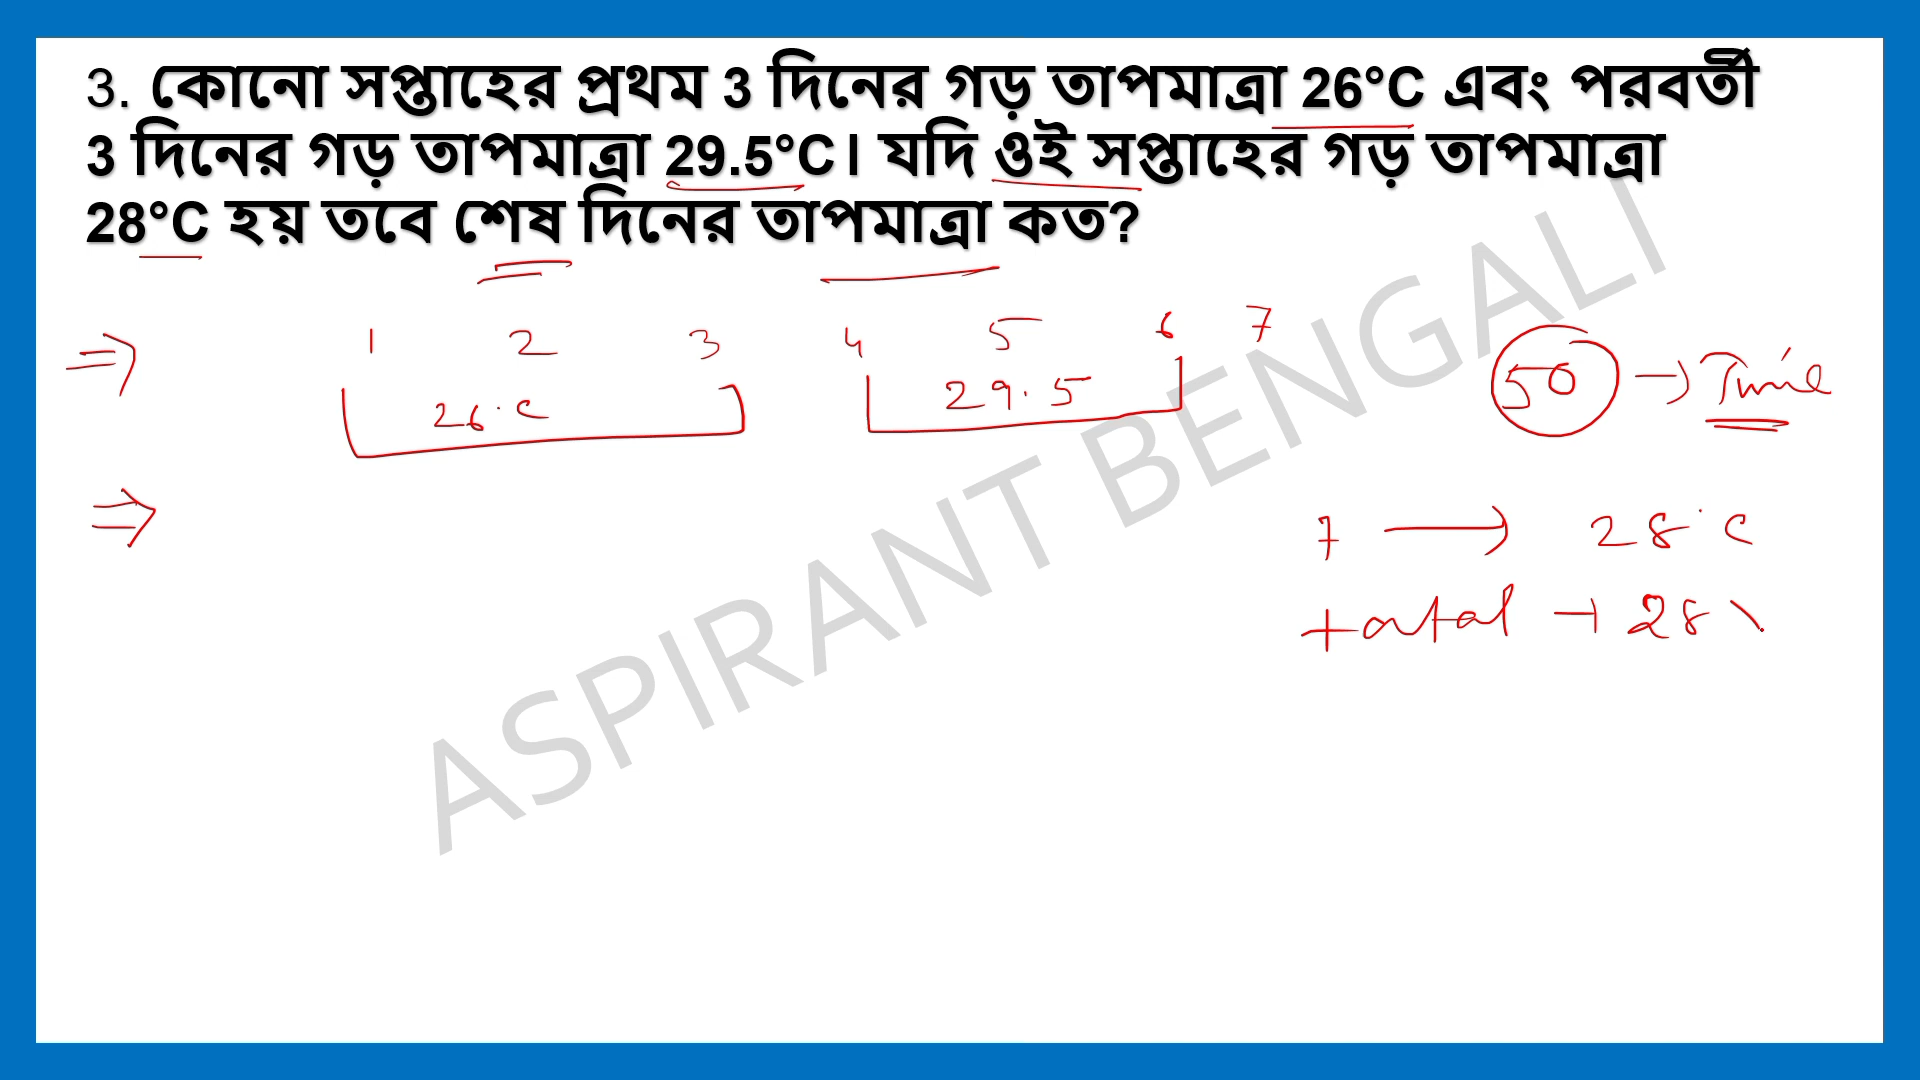 3. কোনো সপ্তাহের প্রথম 3 দিনের গড় তাপমাত্রা 26°C এবং পরবর্তী
3 দিনের গড় তাপমাত্রা 29.5°C। যদি ওই সপ্তাহের গড় তাপমাত্রা
28°C হয় তবে শেষ দিনের তাপমাত্রা কত?
⇒ 1 2 3 4 5 6 7
26°C 29.5 50 → Time
⇒
7 → 28°C
total → 28 \
ASPIRANT BENGALI